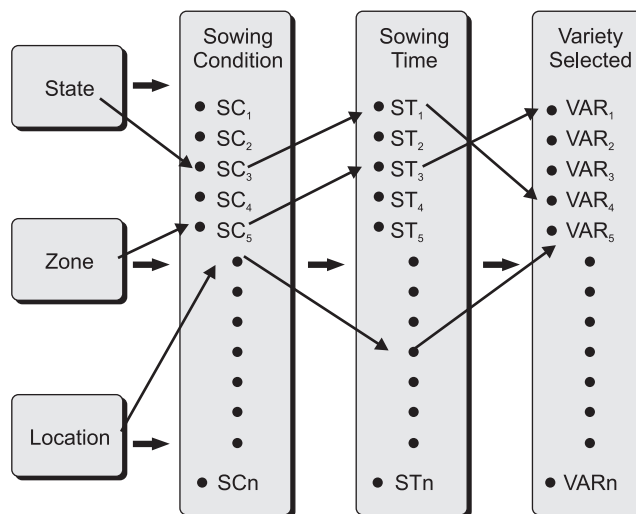 State
Zone
Location
Sowing
Condition
SC₁
SC₂
SC₃
SC₄
SC₅
SCn
Sowing
Time
ST₁
ST₂
ST₃
ST₄
ST₅
STn
Variety
Selected
VAR₁
VAR₂
VAR₃
VAR₄
VAR₅
VARn